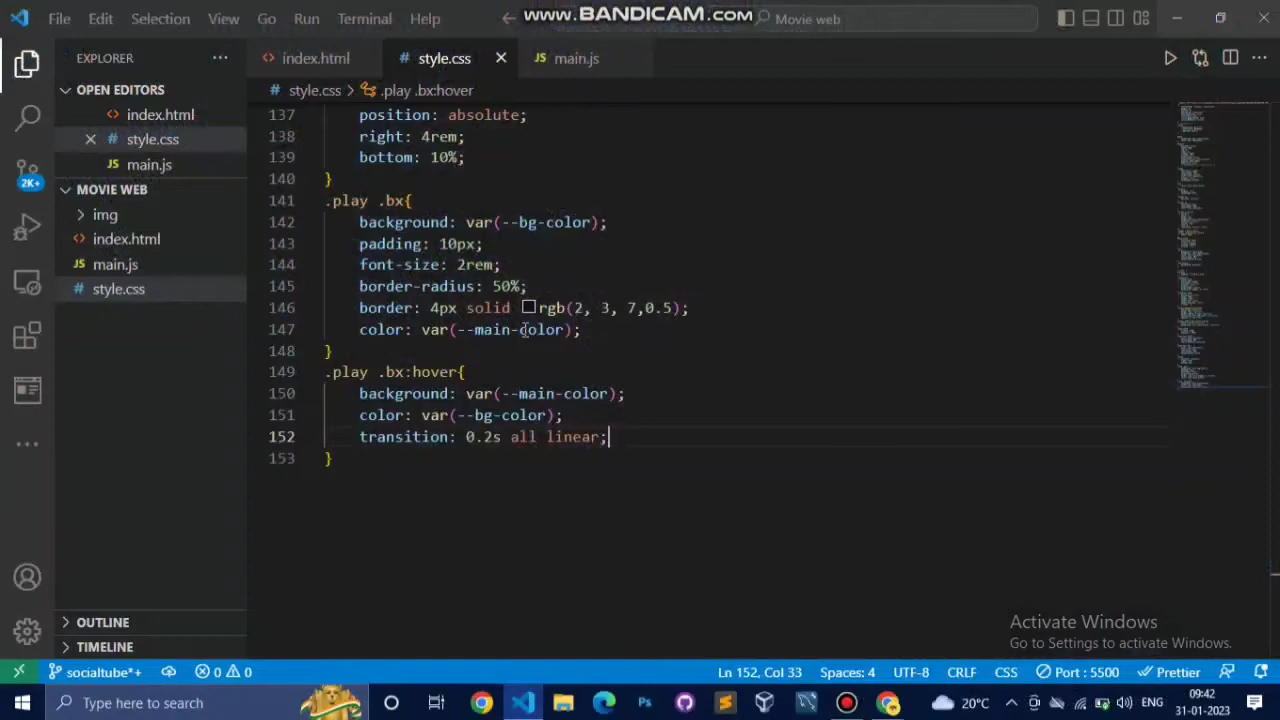 File Edit Selection View Go Run Terminal Help
www.BANDICAM.com
Movie web
EXPLORER
index.html
style.css
main.js
OPEN EDITORS
index.html
style.css
main.js
MOVIE WEB
img
index.html
main.js
style.css
2K+
style.css > .play .bx:hover
137 position: absolute;
138 right: 4rem;
139 bottom: 10%;
140 }
141 .play .bx{
142 background: var(--bg-color);
143 padding: 10px;
144 font-size: 2rem;
145 border-radius: 50%;
146 border: 4px solid rgb(2, 3, 7,0.5);
147 color: var(--main-color);
148 }
149 .play .bx:hover{
150 background: var(--main-color);
151 color: var(--bg-color);
152 transition: 0.2s all linear;
153 }
OUTLINE
TIMELINE
Activate Windows
Go to Settings to activate Windows.
socialtube*+ 0 0 Ln 152, Col 33 Spaces: 4 UTF-8 CRLF CSS Port : 5500 Prettier
Type here to search
Ps
20°C
ENG
09:42
31-01-2023